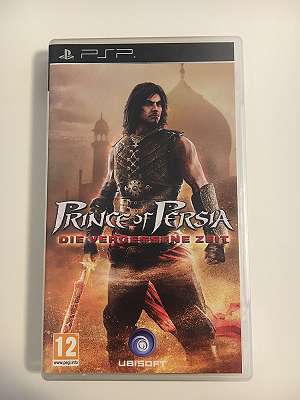 PSP
PRINCE OF PERSIA
DIE VERGESSENE ZEIT
12
www.pegi.info
UBISOFT